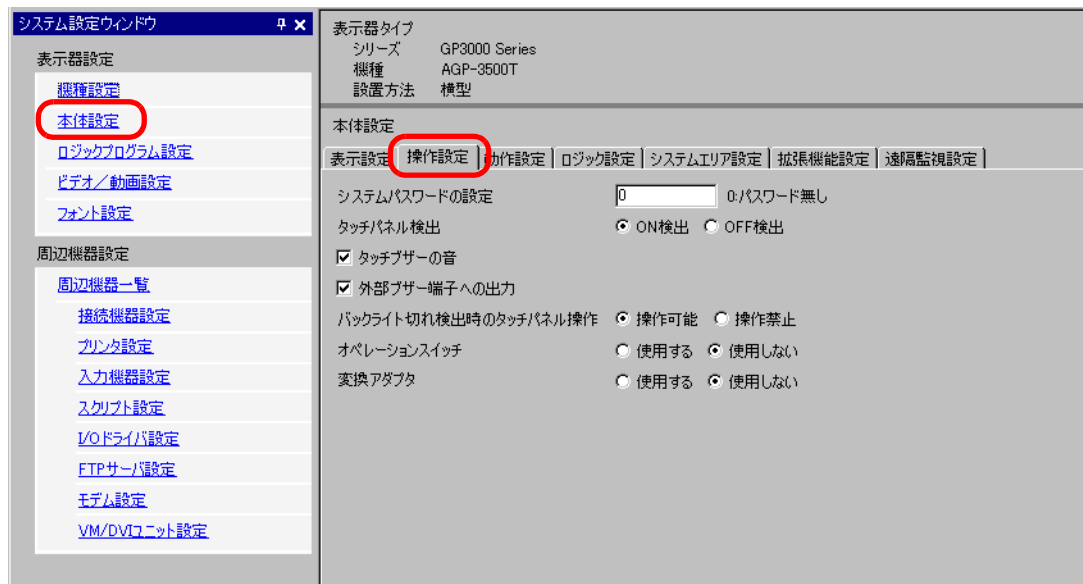 システム設定ウィンドウ
表示器設定
機種設定
本体設定
ロジックプログラム設定
ビデオ／動画設定
フォント設定
周辺機器設定
周辺機器一覧
接続機器設定
プリンタ設定
入力機器設定
スクリプト設定
I/Oドライバ設定
FTPサーバ設定
モデム設定
VM/DVIユニット設定
表示器タイプ
シリーズ GP3000 Series
機種 AGP-3500T
設置方法 横型
本体設定
表示設定 操作設定 動作設定 ロジック設定 システムエリア設定 拡張機能設定 遠隔監視設定
システムパスワードの設定 0 0:パスワード無し
タッチパネル検出 ON検出 OFF検出
タッチブザーの音
外部ブザー端子への出力
バックライト切れ検出時のタッチパネル操作 操作可能 操作禁止
オペレーションスイッチ 使用する 使用しない
変換アダプタ 使用する 使用しない